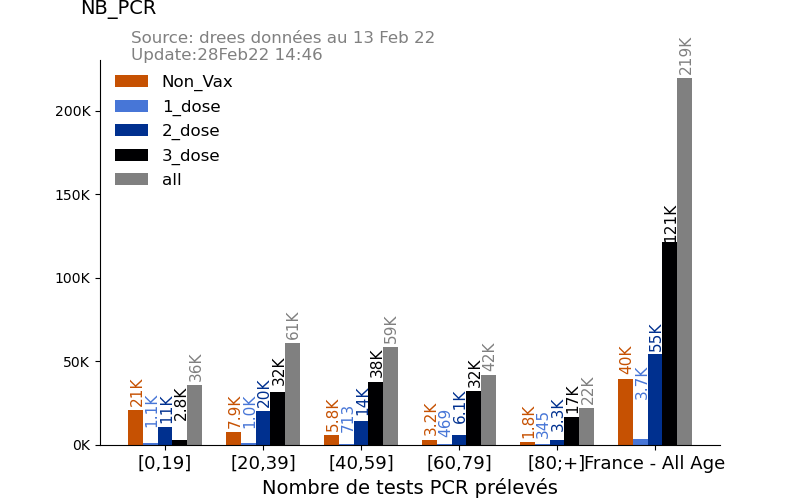 NB_PCR
Source: drees données au 13 Feb 22
Update:28Feb22 14:46
Non_Vax
1_dose
2_dose
3_dose
all
200K
150K
100K
50K
0K
21K
1.1K
11K
2.8K
36K
7.9K
1.0K
20K
32K
61K
5.8K
713
14K
38K
59K
3.2K
469
6.1K
32K
42K
1.8K
345
3.3K
17K
22K
40K
3.7K
55K
121K
219K
[0,19]
[20,39]
[40,59]
[60,79]
[80;+]
France - All Age
Nombre de tests PCR prélevés